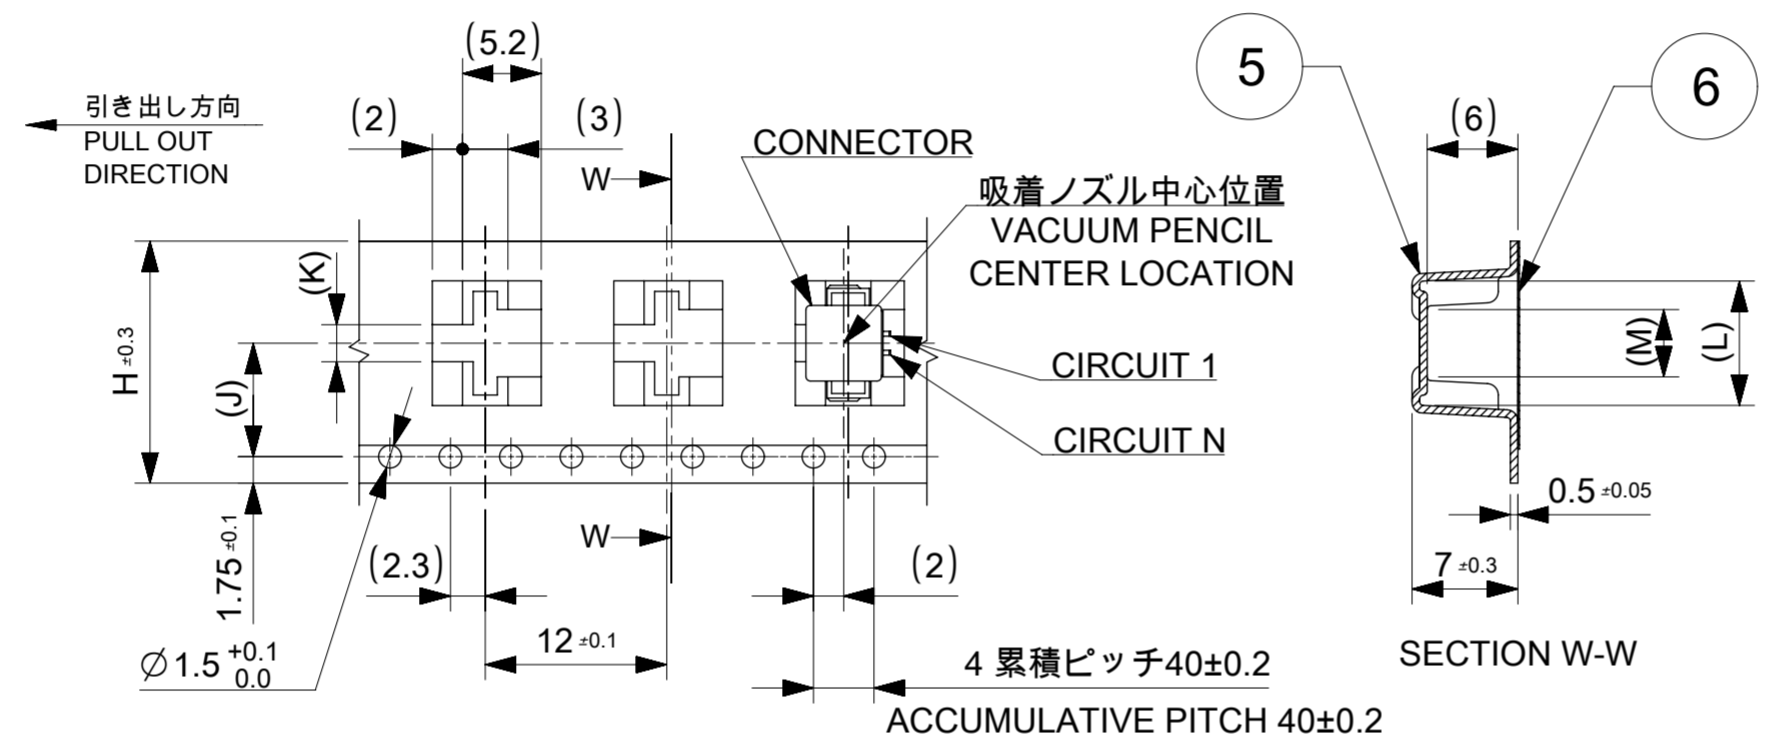 (5.2)
5
6
引き出し方向
PULL OUT
DIRECTION
(2)
(3)
(6)
CONNECTOR
W
吸着ノズル中心位置
VACUUM PENCIL
CENTER LOCATION
(K)
H ±0.3
(J)
(M)
(L)
CIRCUIT 1
CIRCUIT N
0.5 ±0.05
1.75 ±0.1
W
(2.3)
(2)
7 ±0.3
12 ±0.1
∅1.5 +0.1
0.0
SECTION W-W
4 累積ピッチ40±0.2
ACCUMULATIVE PITCH 40±0.2